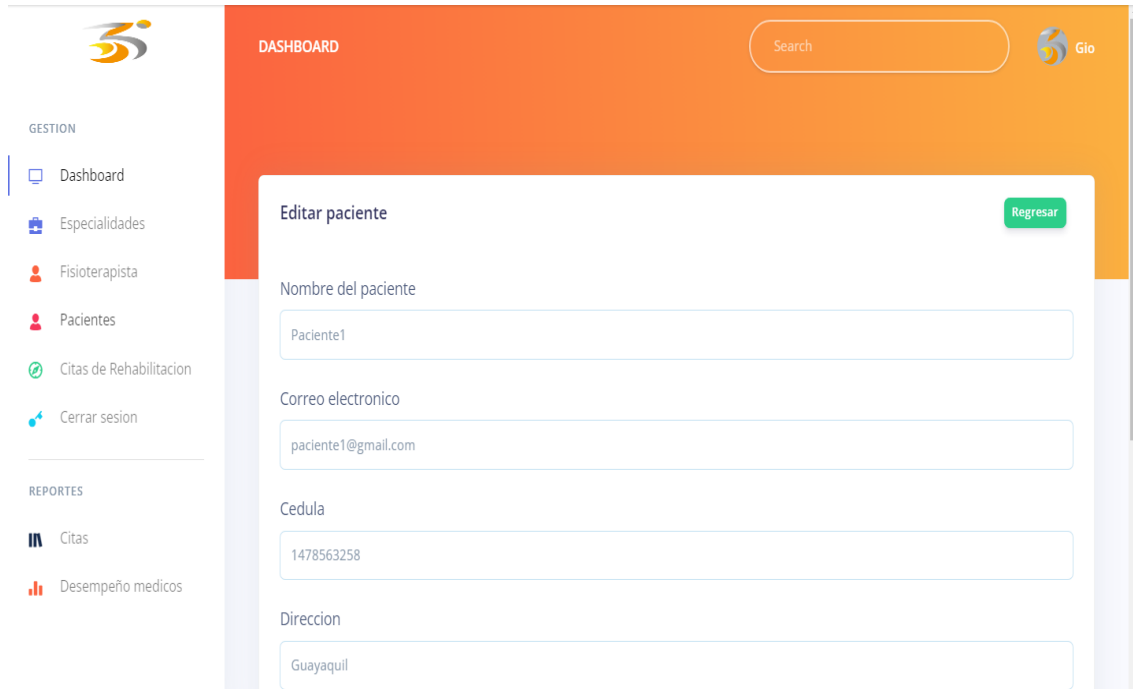 DASHBOARD
Search
Gio
GESTION
Dashboard
Especialidades
Fisioterapista
Pacientes
Citas de Rehabilitacion
Cerrar sesion
REPORTES
Citas
Desempeño medicos
Editar paciente
Regresar
Nombre del paciente
Paciente1
Correo electronico
paciente1@gmail.com
Cedula
1478563258
Direccion
Guayaquil